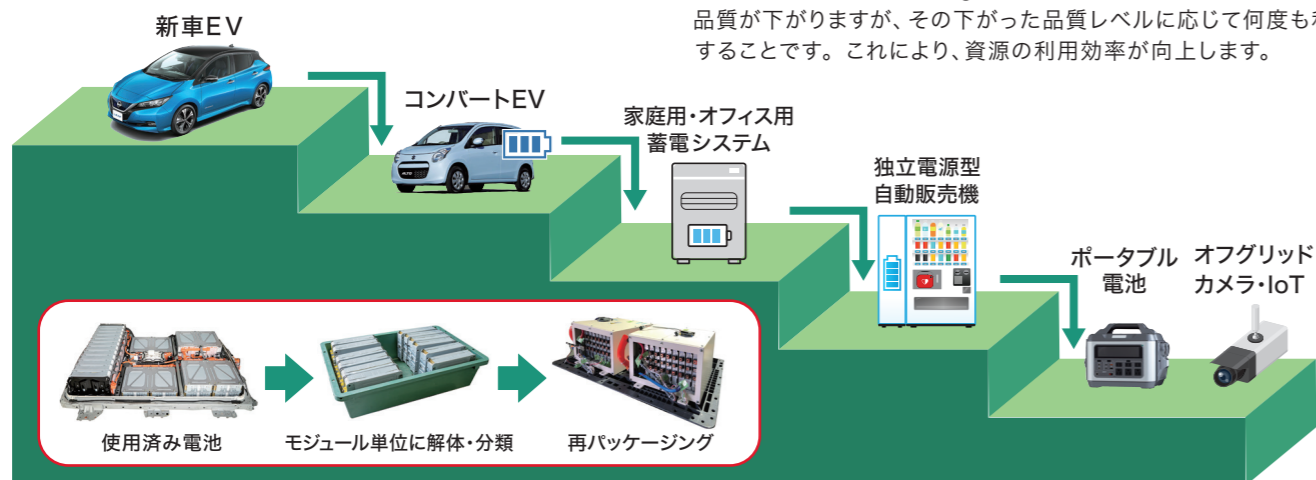 品質が下がりますが、その下がった品質レベルに応じて何度も
することです。これにより、資源の利用効率が向上します。
新車EV
コンバートEV
家庭用・オフィス用
蓄電システム
独立電源型
自動販売機
ポータブル
電池
オフグリッド
カメラ・IoT
使用済み電池
モジュール単位に解体・分類
再パッケージング